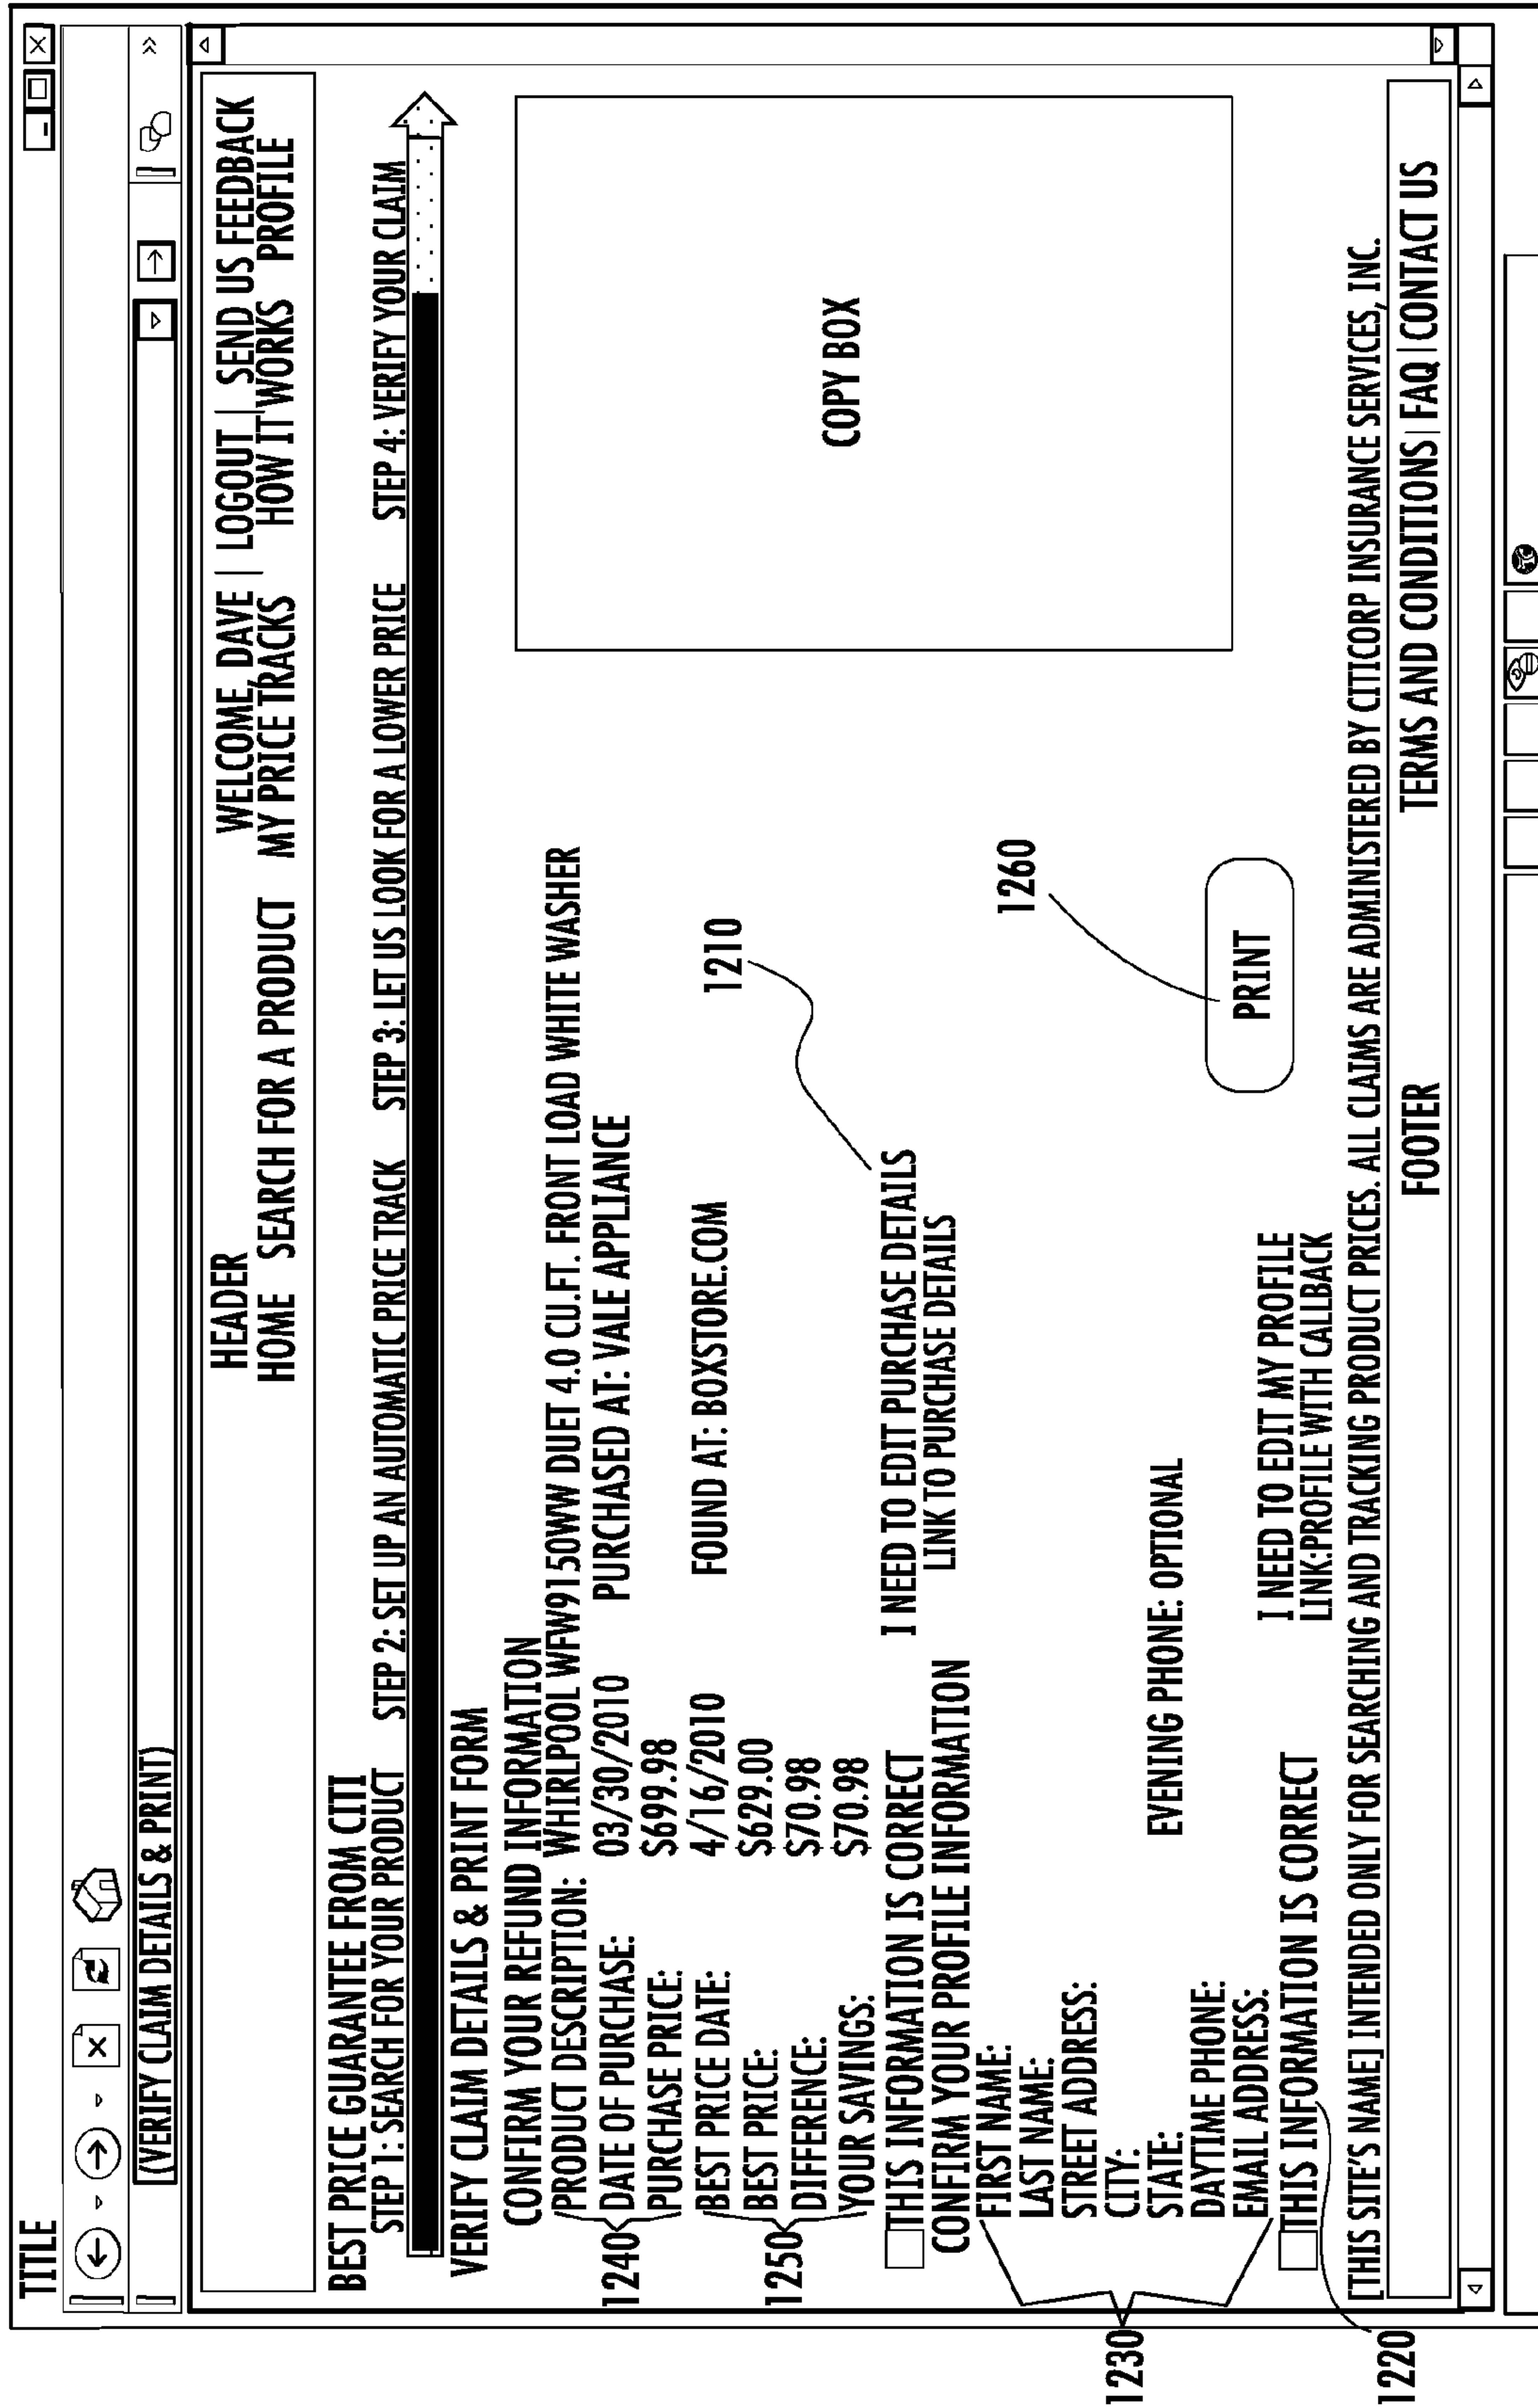 TITLE
(VERIFY CLAIM DETAILS & PRINT)
HEADER
WELCOME, DAVE | LOGOUT | SEND US FEEDBACK
HOME SEARCH FOR A PRODUCT MY PRICE TRACKS HOW IT WORKS PROFILE
BEST PRICE GUARANTEE FROM CITI
STEP 1: SEARCH FOR YOUR PRODUCT STEP 2: SET UP AN AUTOMATIC PRICE TRACK STEP 3: LET US LOOK FOR A LOWER PRICE STEP 4: VERIFY YOUR CLAIM
VERIFY CLAIM DETAILS & PRINT FORM
CONFIRM YOUR REFUND INFORMATION
PRODUCT DESCRIPTION: WHIRLPOOL WFW9150WW DUET 4.0 CU.FT. FRONT LOAD WHITE WASHER
1240 DATE OF PURCHASE: 03/30/2010 PURCHASED AT: VALE APPLIANCE
PURCHASE PRICE: $699.98
BEST PRICE DATE: 4/16/2010 FOUND AT: BOXSTORE.COM 1210
BEST PRICE: $629.00
1250 DIFFERENCE: $70.98
YOUR SAVINGS: $70.98
COPY BOX
THIS INFORMATION IS CORRECT I NEED TO EDIT PURCHASE DETAILS
LINK TO PURCHASE DETAILS
CONFIRM YOUR PROFILE INFORMATION
FIRST NAME:
1260
LAST NAME:
STREET ADDRESS:
CITY:
1230
STATE: EVENING PHONE: OPTIONAL
DAYTIME PHONE:
EMAIL ADDRESS: PRINT
THIS INFORMATION IS CORRECT I NEED TO EDIT MY PROFILE
LINK:PROFILE WITH CALLBACK
[THIS SITE'S NAME] INTENDED ONLY FOR SEARCHING AND TRACKING PRODUCT PRICES. ALL CLAIMS ARE ADMINISTERED BY CITICORP INSURANCE SERVICES, INC.
1220
FOOTER TERMS AND CONDITIONS | FAQ | CONTACT US